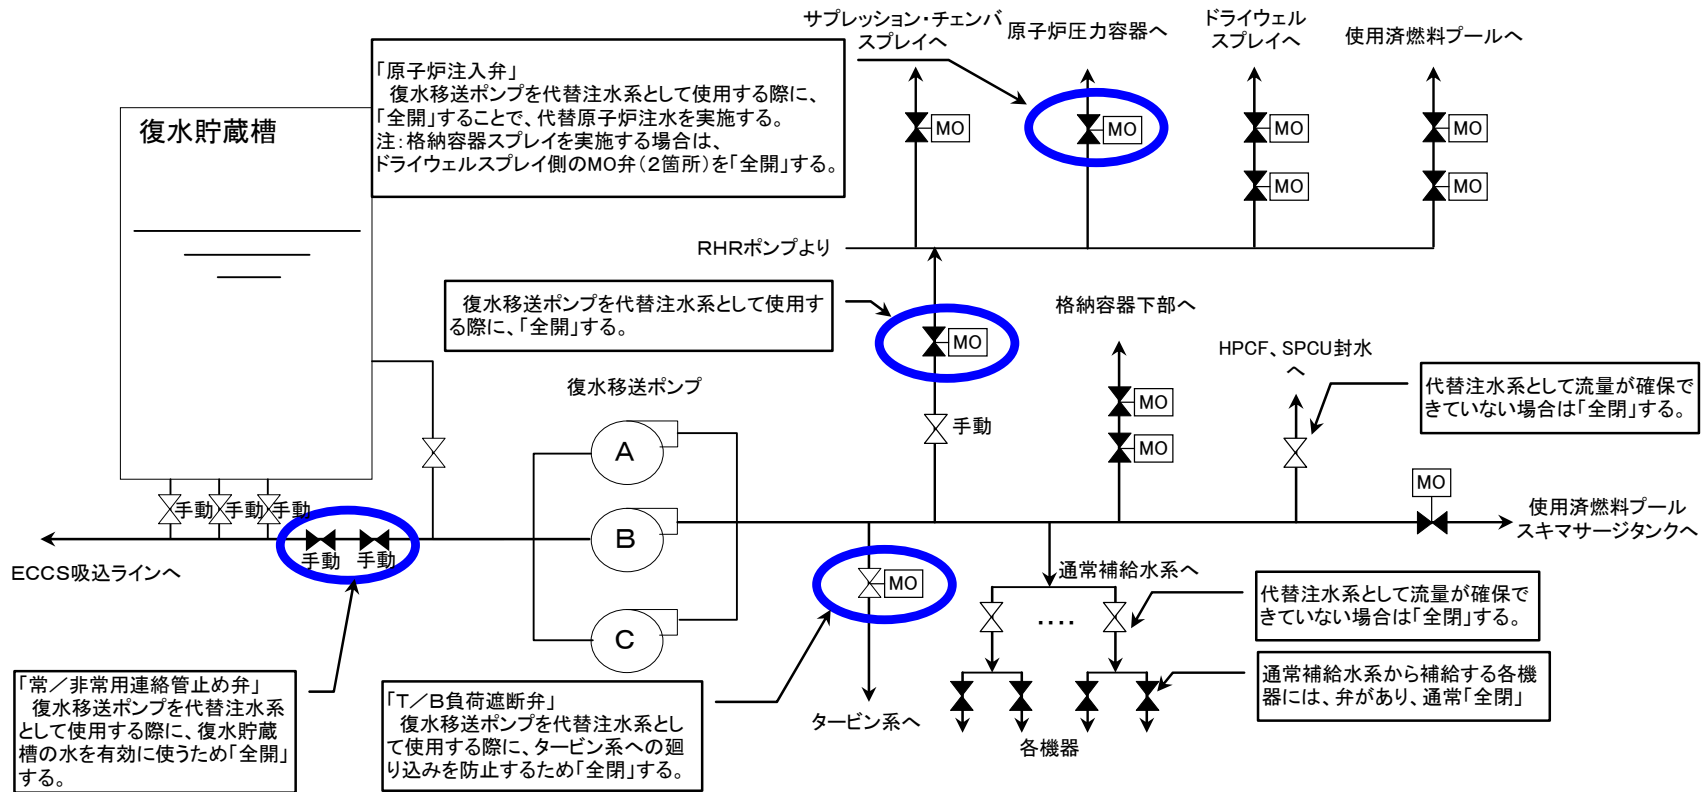 サプレッション・チェンバ
スプレイへ
原子炉圧力容器へ
ドライウェル
スプレイへ
使用済燃料プールへ
「原子炉注入弁」
復水移送ポンプを代替注水系として使用する際に、
「全開」することで、代替原子炉注水を実施する。
注：格納容器スプレイを実施する場合は、
ドライウェルスプレイ側のMO弁（２箇所）を「全開」する。
復水貯蔵槽
MO
MO
MO
MO
MO
MO
RHRポンプより
復水移送ポンプを代替注水系として使用す
る際に、「全開」する。
MO
格納容器下部へ
HPCF、SPCU封水
へ
代替注水系として流量が確保で
きていない場合は「全閉」する。
復水移送ポンプ
手動
MO
MO
A
B
C
MO
使用済燃料プール
スキマサージタンクへ
手動
手動
手動
手動
手動
ECCS吸込ラインへ
MO
通常補給水系へ
‥‥
代替注水系として流量が確保で
きていない場合は「全閉」する。
通常補給水系から補給する各機
器には、弁があり、通常「全閉」
「常／非常用連絡管止め弁」
復水移送ポンプを代替注水系
として使用する際に、復水貯蔵
槽の水を有効に使うため「全開」
する。
「T／B負荷遮断弁」
復水移送ポンプを代替注水系とし
て使用する際に、タービン系への廻
り込みを防止するため「全閉」する。
タービン系へ
各機器